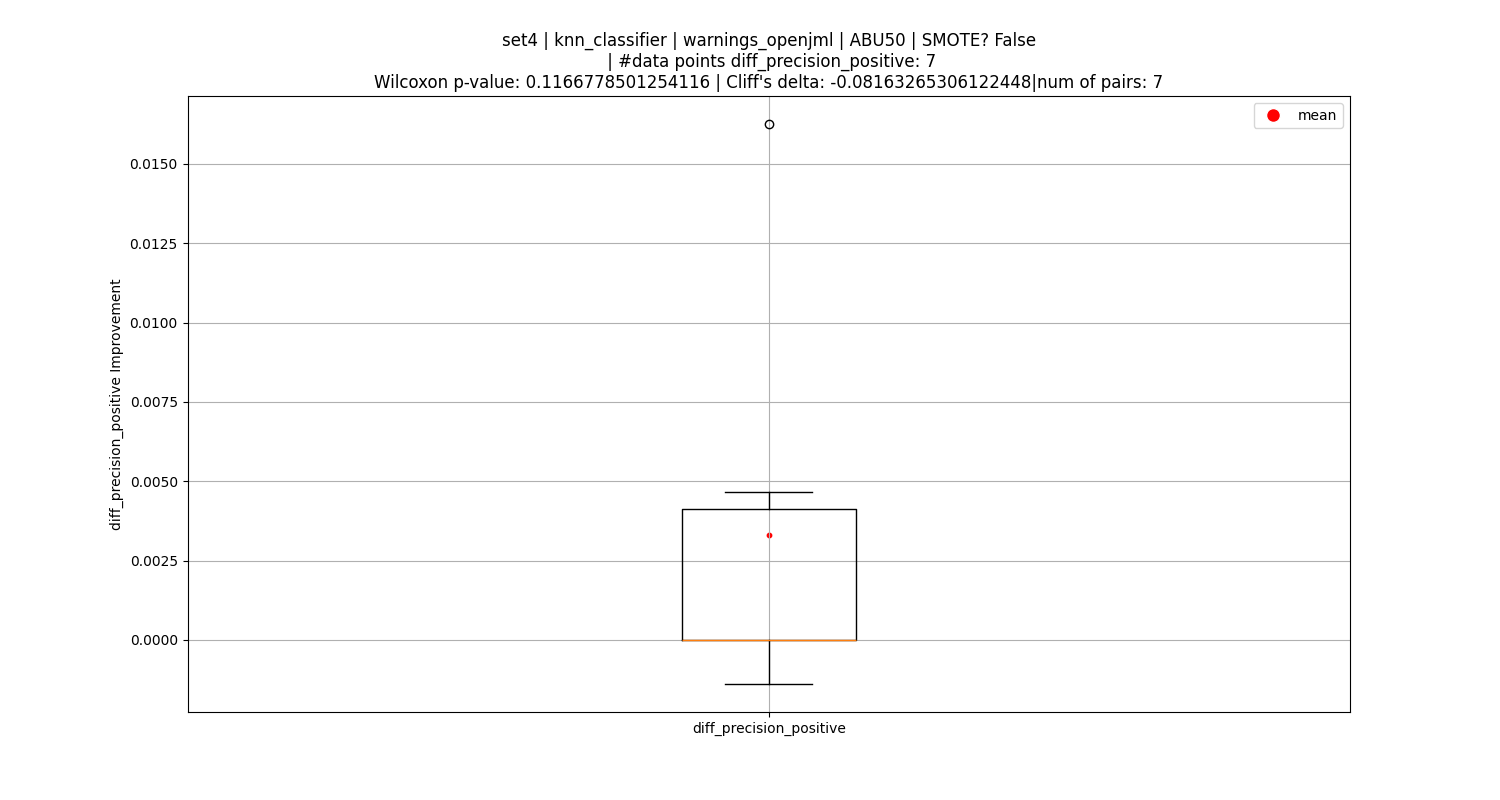 set4 | knn_classifier | warnings_openjml | ABU50 | SMOTE? False
| #data points diff_precision_positive: 7
Wilcoxon p-value: 0.1166778501254116 | Cliff's delta: -0.08163265306122448|num of pairs: 7
mean
0.0150
0.0125
0.0100
0.0075
0.0050
0.0025
0.0000
diff_precision_positive Improvement
diff_precision_positive